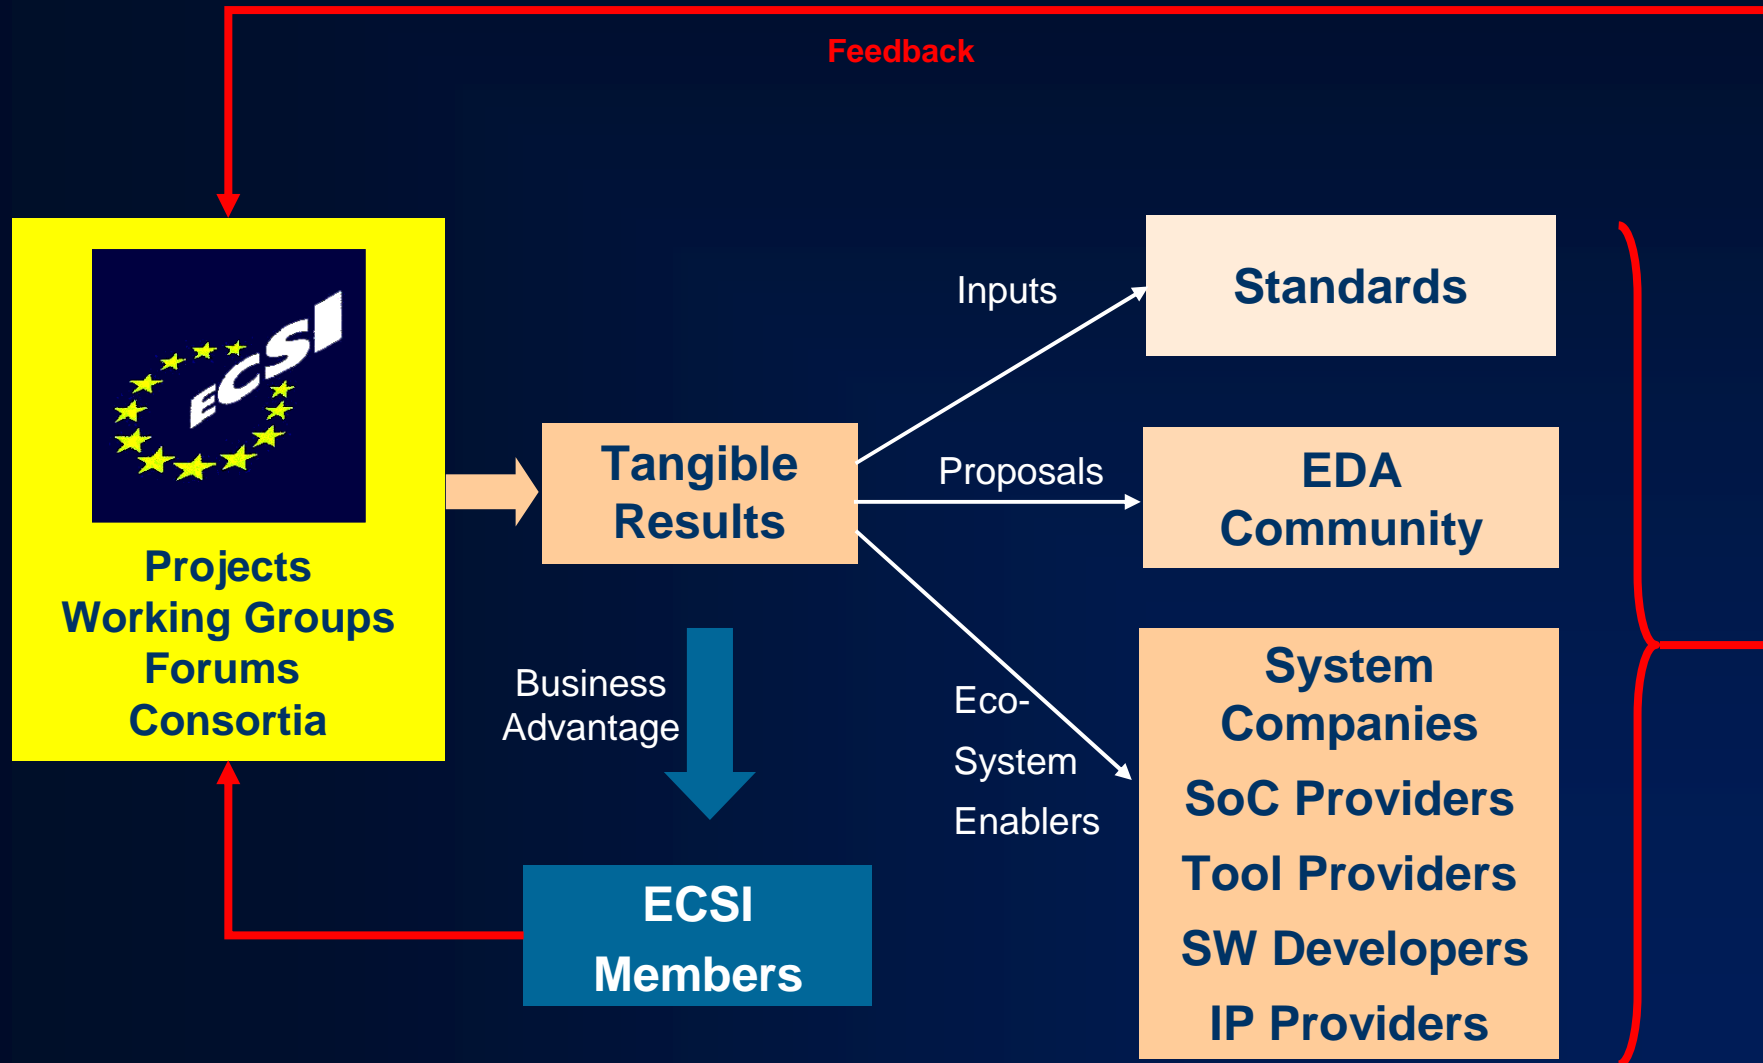 Feedback
ECSI
Projects
Working Groups
Forums
Consortia
Tangible
Results
Business
Advantage
ECSI
Members
Inputs
Proposals
Eco-
System
Enablers
Standards
EDA
Community
System
Companies
SoC Providers
Tool Providers
SW Developers
IP Providers